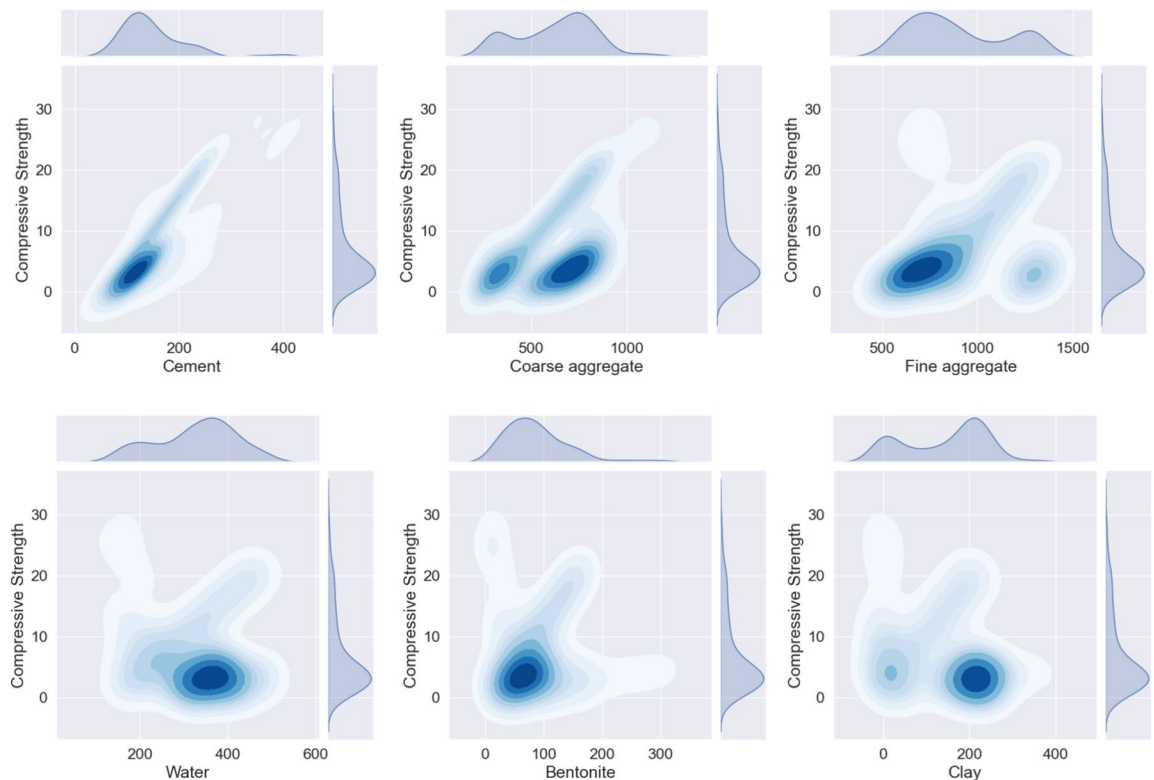 Compressive Strength
30
20
10
0
0 200 400
Cement
Compressive Strength
30
20
10
0
500 1000
Coarse aggregate
Compressive Strength
30
20
10
0
500 1000 1500
Fine aggregate
Compressive Strength
30
20
10
0
200 400 600
Water
Compressive Strength
30
20
10
0
0 100 200 300
Bentonite
Compressive Strength
30
20
10
0
0 200 400
Clay